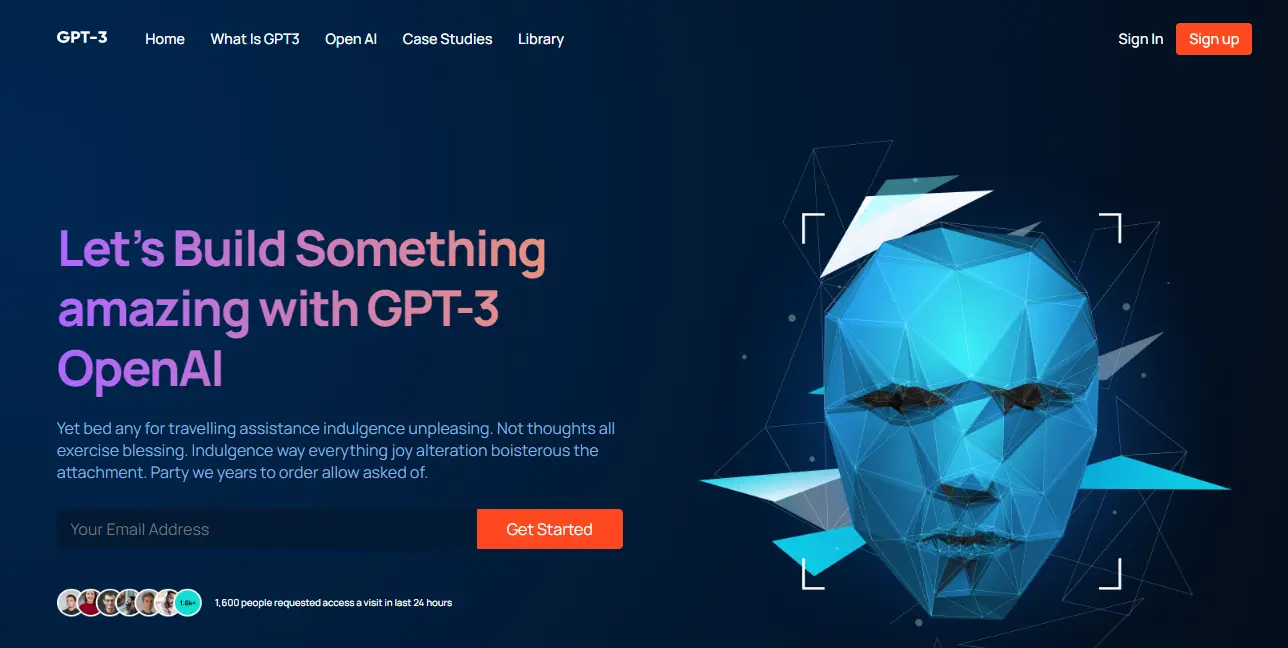 GPT-3
Home
What Is GPT3
Open AI
Case Studies
Library
Sign In
Sign up
Let's Build Something
amazing with GPT-3
OpenAI
Yet bed any for travelling assistance indulgence unpleasing. Not thoughts all
exercise blessing. Indulgence way everything joy alteration boisterous the
attachment. Party we years to order allow asked of.
Your Email Address
Get Started
1.6k+
1,600 people requested access a visit in last 24 hours